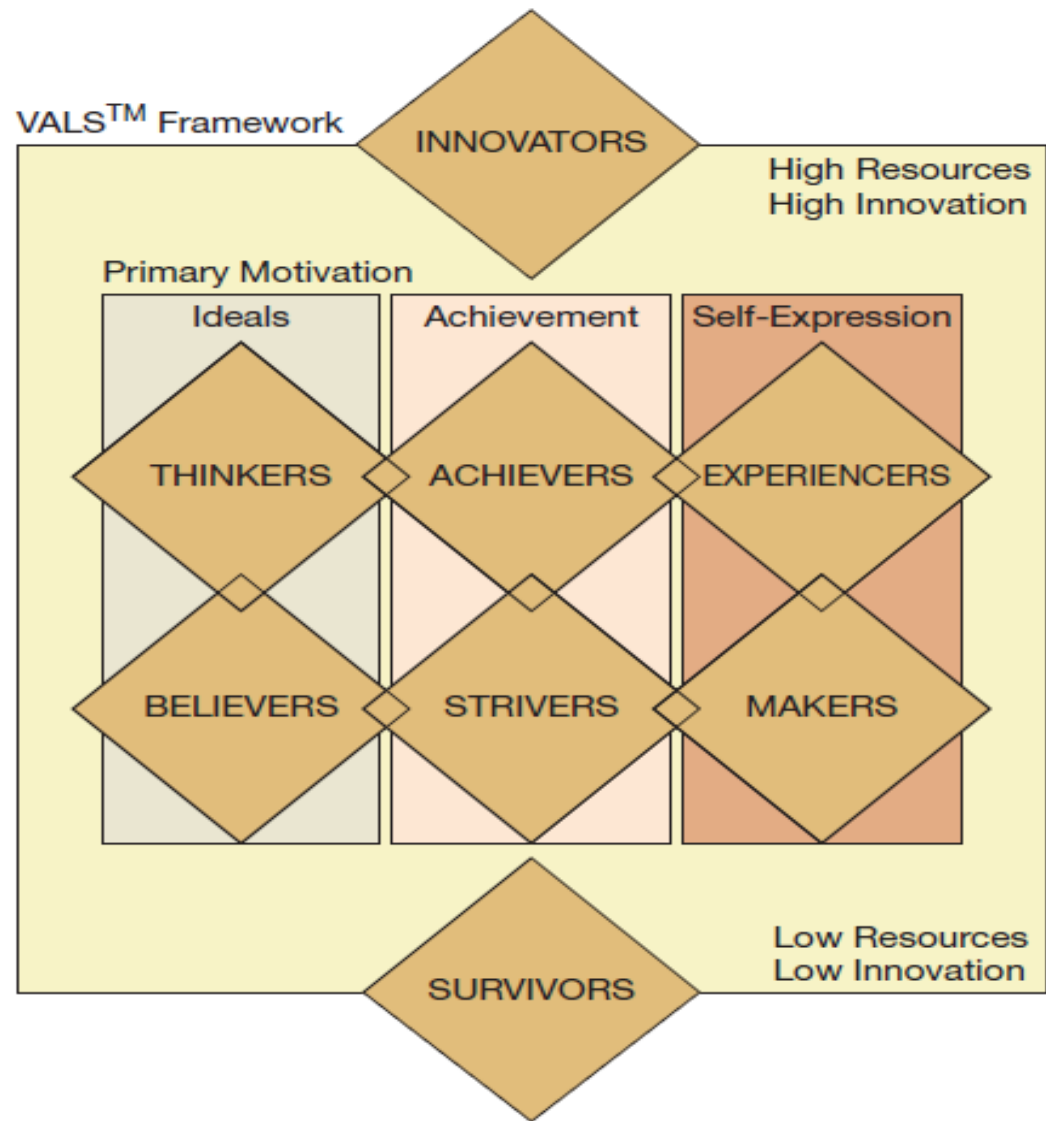 INNOVATORS
VALS™ Framework
High Resources
High Innovation
Primary Motivation
Ideals
Achievement
Self-Expression
THINKERS
ACHIEVERS
EXPERIENCERS
BELIEVERS
STRIVERS
MAKERS
Low Resources
Low Innovation
SURVIVORS